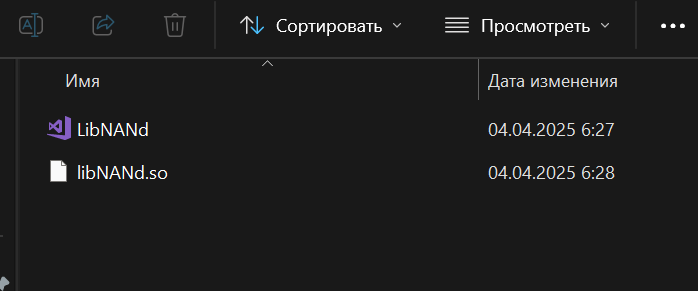 Сортировать Просмотреть
Имя Дата изменения
LibNANd 04.04.2025 6:27
libNANd.so 04.04.2025 6:28